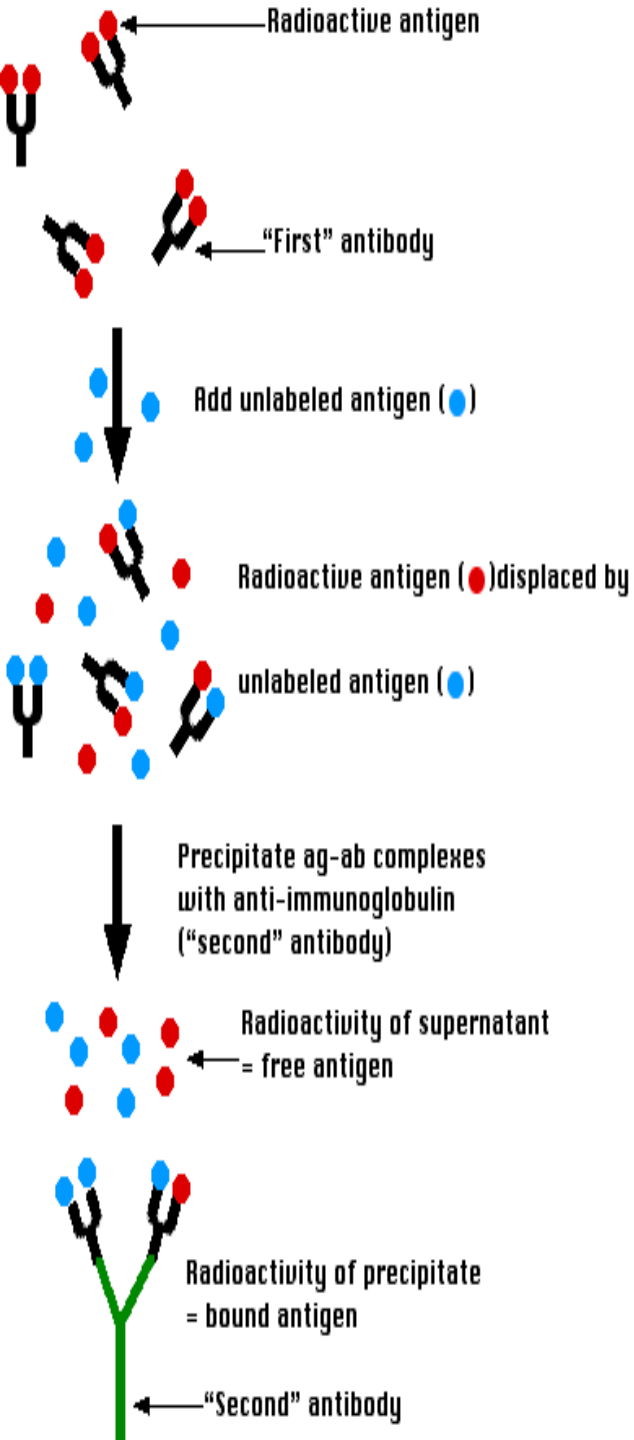 Radioactive antigen
“First” antibody
Add unlabeled antigen ( )
Radioactive antigen ( )displaced by
unlabeled antigen ( )
Precipitate ag-ab complexes
with anti-immunoglobulin
(“second” antibody)
Radioactivity of supernatant
= free antigen
Radioactivity of precipitate
= bound antigen
“Second” antibody